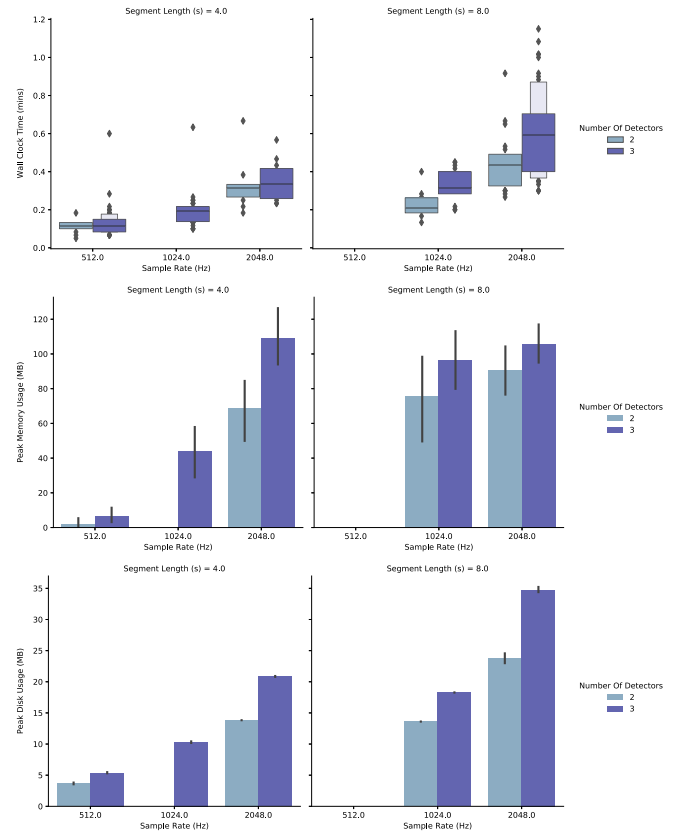 Segment Length (s) = 4.0
Segment Length (s) = 8.0
1.2
1.0
0.8
0.6
0.4
0.2
0.0
Wall Clock Time (mins)
512.0
1024.0
2048.0
Sample Rate (Hz)
512.0
1024.0
2048.0
Sample Rate (Hz)
Number Of Detectors
2
3
Segment Length (s) = 4.0
Segment Length (s) = 8.0
120
100
80
60
40
20
0
Peak Memory Usage (MB)
512.0
1024.0
2048.0
Sample Rate (Hz)
512.0
1024.0
2048.0
Sample Rate (Hz)
Number Of Detectors
2
3
Segment Length (s) = 4.0
Segment Length (s) = 8.0
35
30
25
20
15
10
5
0
Peak Disk Usage (MB)
512.0
1024.0
2048.0
Sample Rate (Hz)
512.0
1024.0
2048.0
Sample Rate (Hz)
Number Of Detectors
2
3